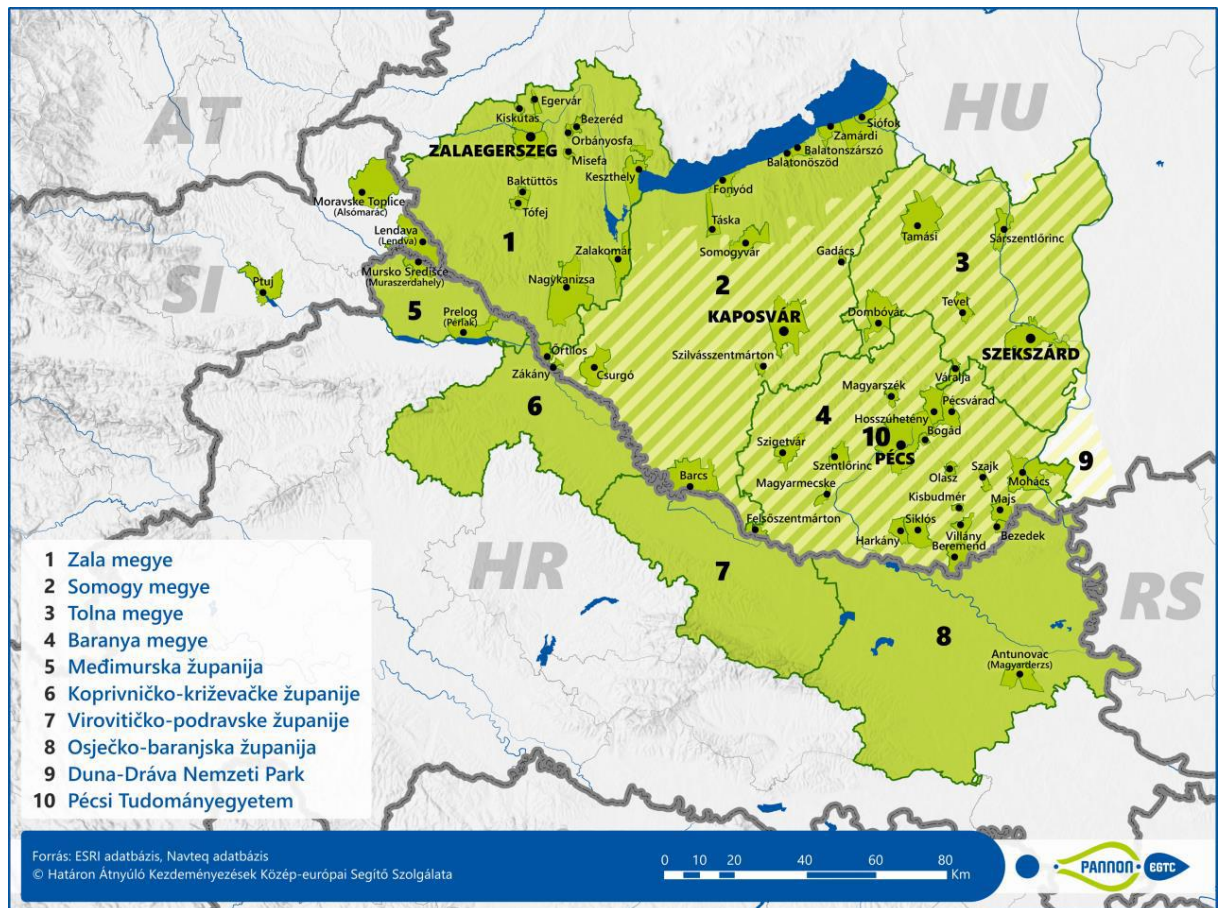 AT
HU
SI
HR
RS
Egervár
Kiskutas
Bezeréd
Orbányosfa
ZALAEGERSZEG
Misefa
Keszthely
Baktüttös
Tófej
Moravske Toplice
(Alsómarác)
Lendava
(Lendva)
1
Zalakomár
Mursko Središće
(Muraszerdahely)
Nagykanizsa
Ptuj
5
Prelog
(Perlak)
Siófok
Zamárdi
Balatonszárszó
Balatonöszöd
Fonyód
Táska
Somogyvár
Gadács
2
KAPOSVÁR
Szilvásszentmárton
Őrtilos
Zákány
Csurgó
6
Barcs
Tamási
Sárszentlőrinc
3
Tevel
Dombóvár
SZEKSZÁRD
Váralja
Magyarszék
Pécsvárad
Hosszúhetény
4
10
Bogád
PÉCS
Szigetvár
Szentlőrinc
Magyarmecske
Olasz
Szajk
Mohács
9
Kisbudmér
Majs
Felsőszentmárton
Harkány
Siklós
Villány
Bezedek
Beremend
7
8
Antunovac
(Magyarderzs)
1 Zala megye
2 Somogy megye
3 Tolna megye
4 Baranya megye
5 Međimurska županija
6 Koprivničko-križevačke županije
7 Virovitičko-podravske županije
8 Osječko-baranjska županija
9 Duna-Dráva Nemzeti Park
10 Pécsi Tudományegyetem
Forrás: ESRI adatbázis, Navteq adatbázis
© Határon Átnyúló Kezdeményezések Közép-európai Segítő Szolgálata
0 10 20 40 60 80
Km
PANNON EGTC